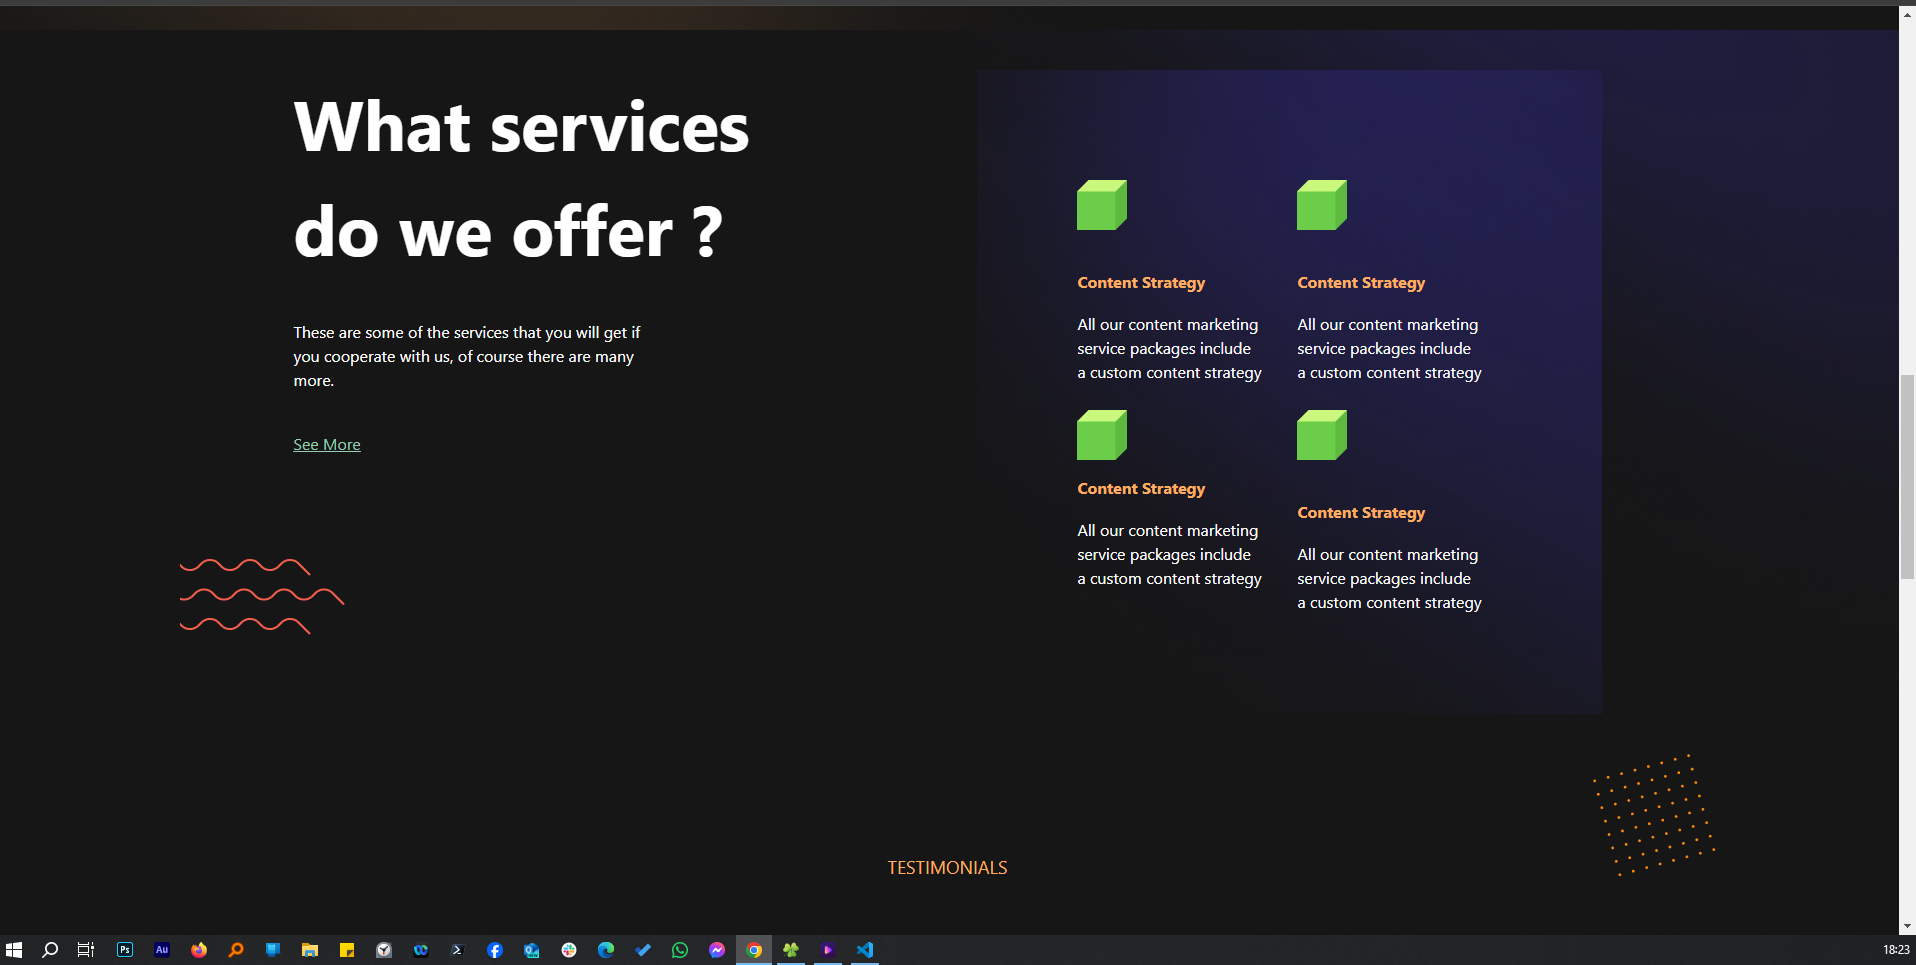 What services
do we offer ?
These are some of the services that you will get if
you cooperate with us, of course there are many
more.
See More
Content Strategy
All our content marketing
service packages include
a custom content strategy
Content Strategy
All our content marketing
service packages include
a custom content strategy
Content Strategy
All our content marketing
service packages include
a custom content strategy
Content Strategy
All our content marketing
service packages include
a custom content strategy
TESTIMONIALS
Ps
Au
18:23